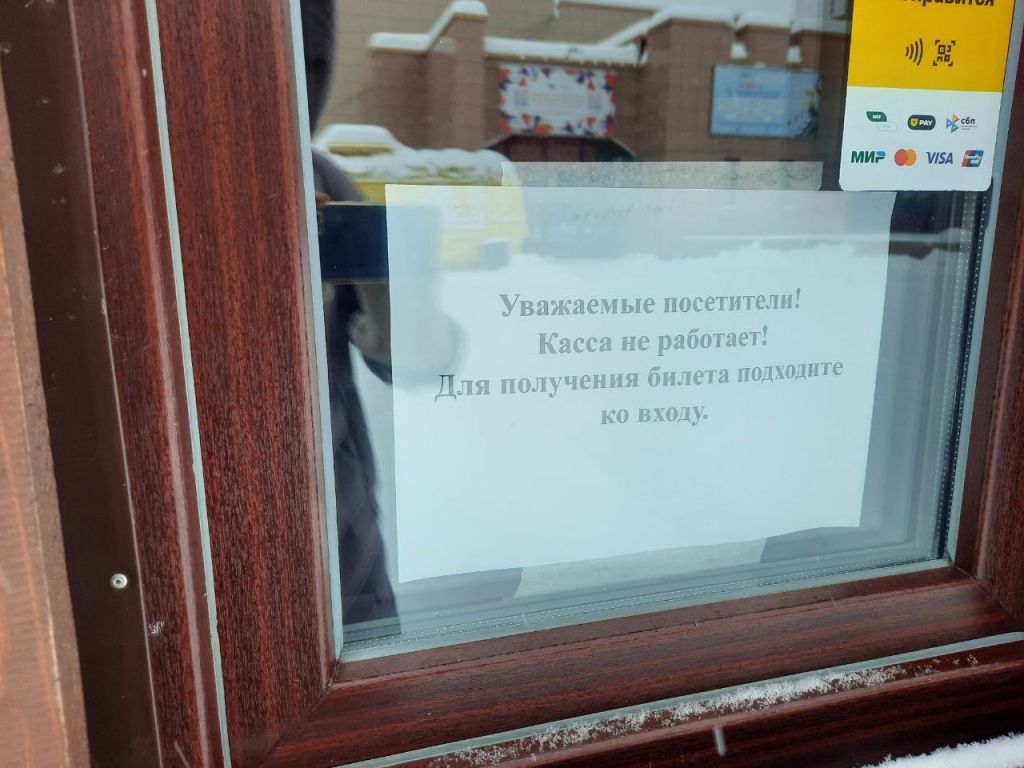 МИР
PAY
сбп
МИР
VISA
Уважаемые посетители!
Касса не работает!
Для получения билета подходите
ко входу.